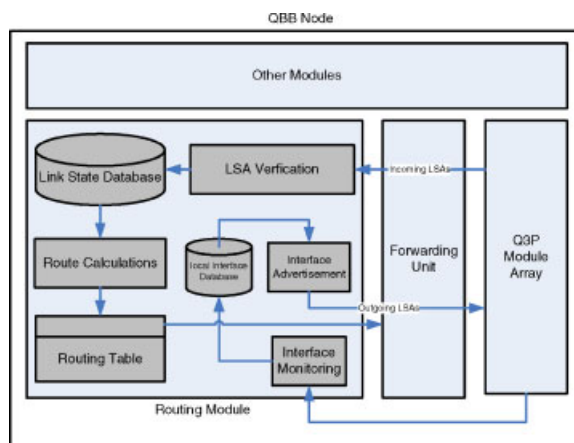 QBB Node
Other Modules
Link State Database
LSA Verfication
Incoming LSAs
Route Calculations
local Interface
Database
Interface
Advertisement
Forwarding
Unit
Q3P
Module
Array
Outgoing LSAs
Routing Table
Interface
Monitoring
Routing Module